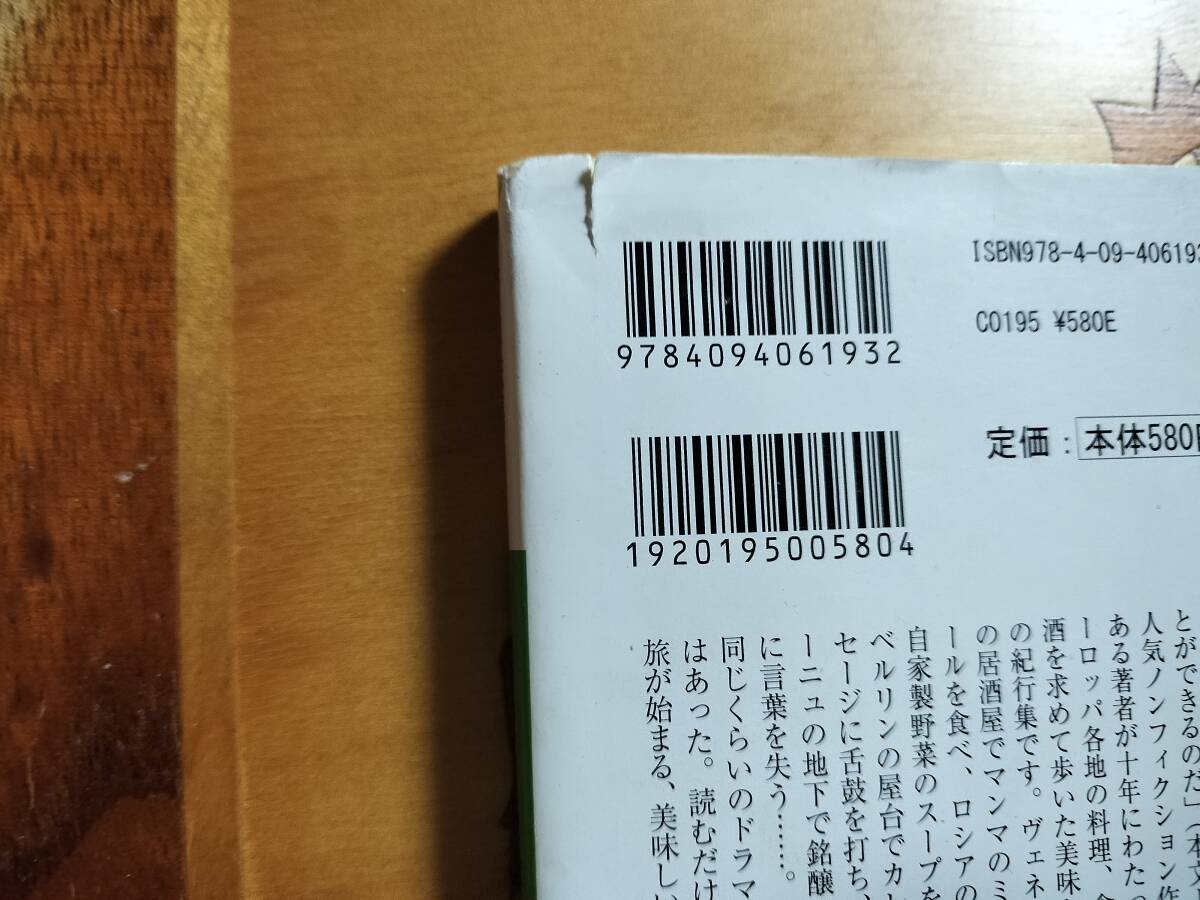 ISBN978-4-09-40619
C0195 ¥580E
9784094061932
定価：本体580
1920195005804
とができるのだ」（本文
人気ノンフィクション作
ある著者が十年にわたっ
ーロッパ各地の料理、
酒を求めて歩いた美味
の紀行集です。ヴェネ
の居酒屋でマンマのミ
ールを食べ、ロシアの
自家製野菜のスープを
ベルリンの屋台でカレ
セージに舌鼓を打ち、
ーニュの地下で銘醸
に言葉を失う……。
同じくらいのドラマ
はあった。読むだけ
旅が始まる、美味しい